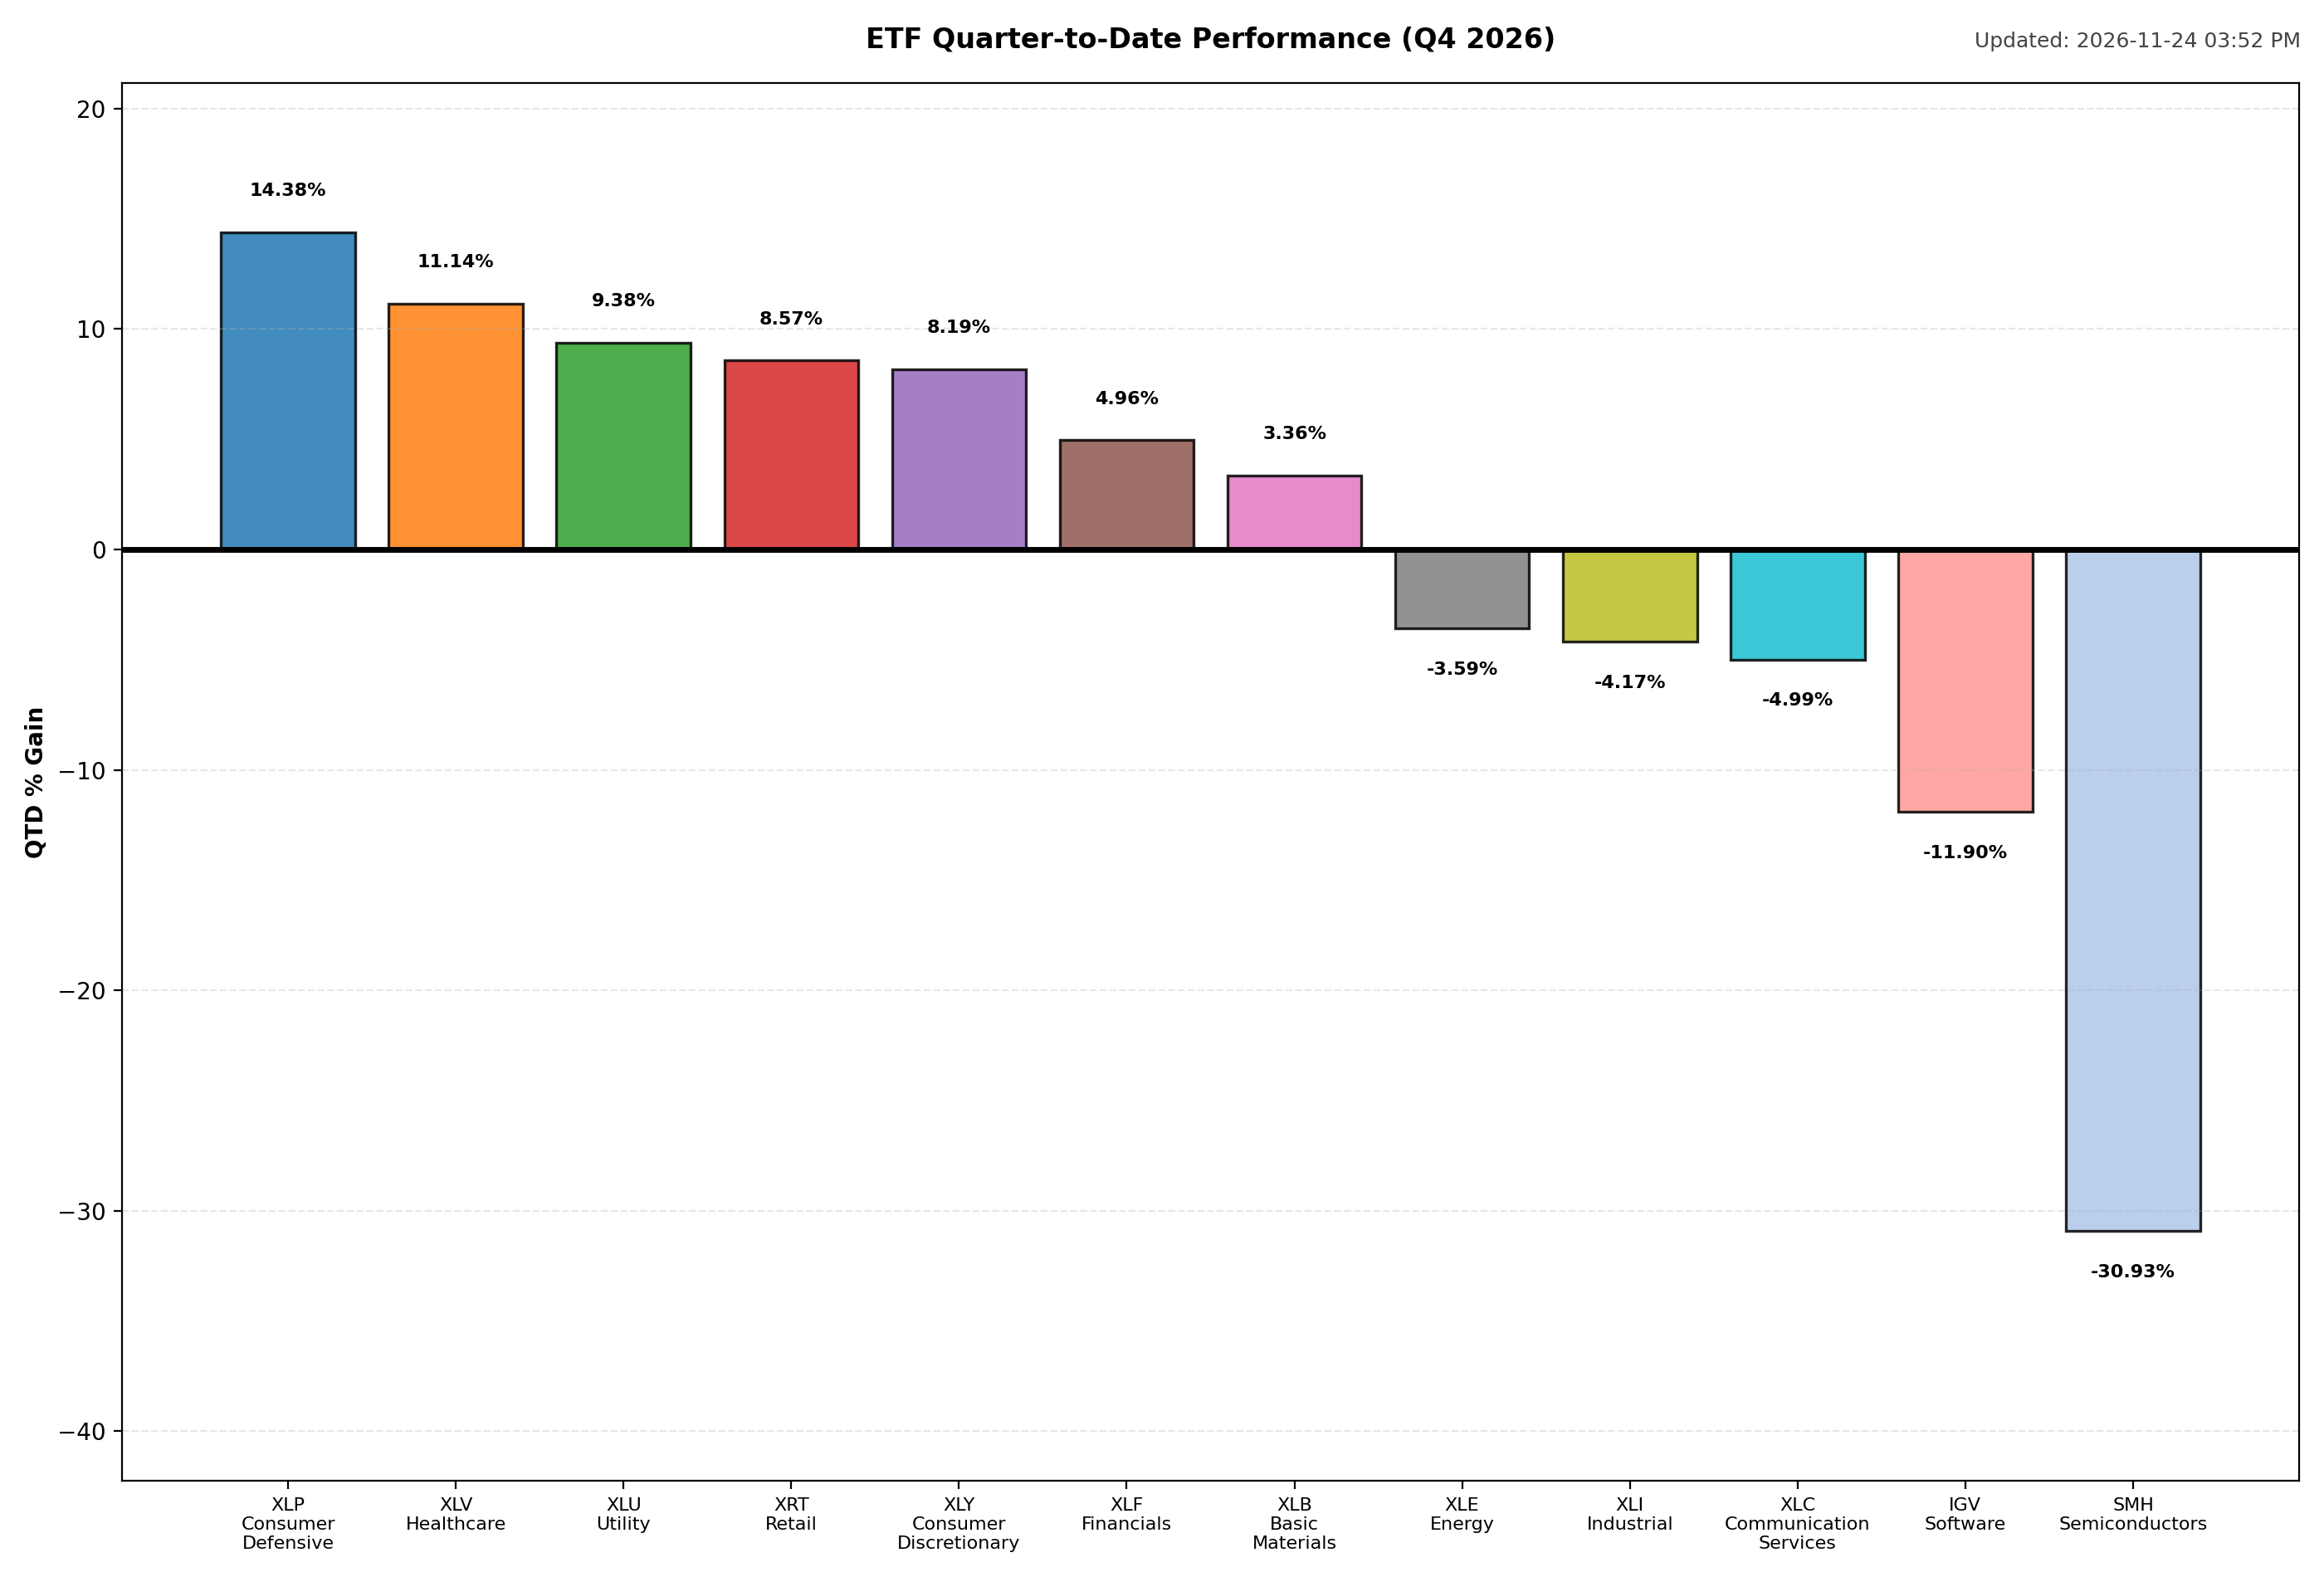 ETF Quarter-to-Date Performance (Q4 2026)
Updated: 2026-11-24 03:52 PM
QTD % Gain
20
10
0
−10
−20
−30
−40
14.38%
11.14%
9.38%
8.57%
8.19%
4.96%
3.36%
-3.59%
-4.17%
-4.99%
-11.90%
-30.93%
XLP
Consumer
Defensive
XLV
Healthcare
XLU
Utility
XRT
Retail
XLY
Consumer
Discretionary
XLF
Financials
XLB
Basic
Materials
XLE
Energy
XLI
Industrial
XLC
Communication
Services
IGV
Software
SMH
Semiconductors